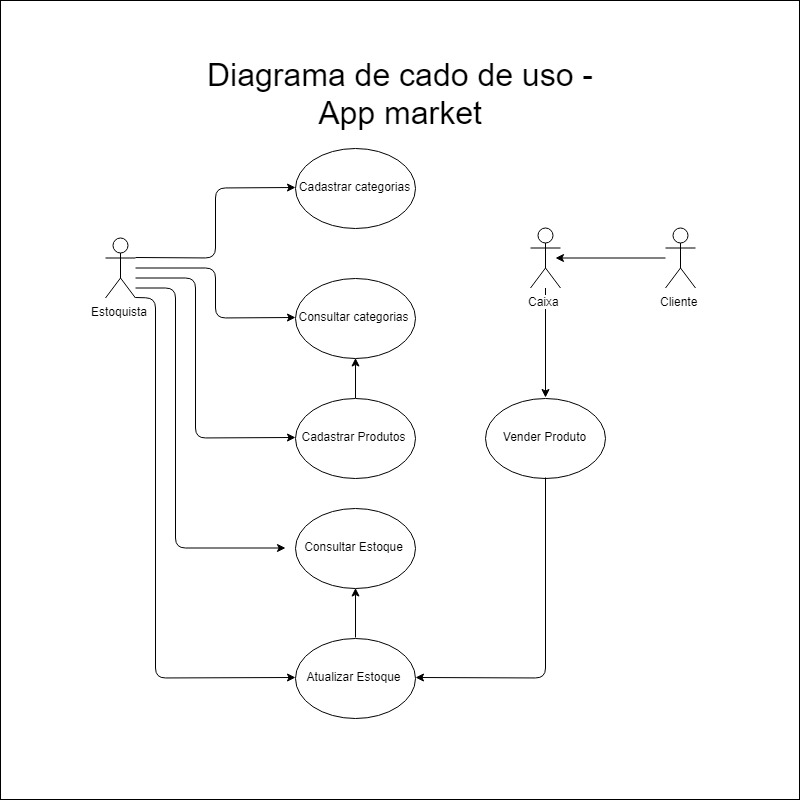 Diagrama de cado de uso -
App market
Cadastrar categorias
Estoquista
Consultar categorias
Caixa
Cliente
Cadastrar Produtos
Vender Produto
Consultar Estoque
Atualizar Estoque